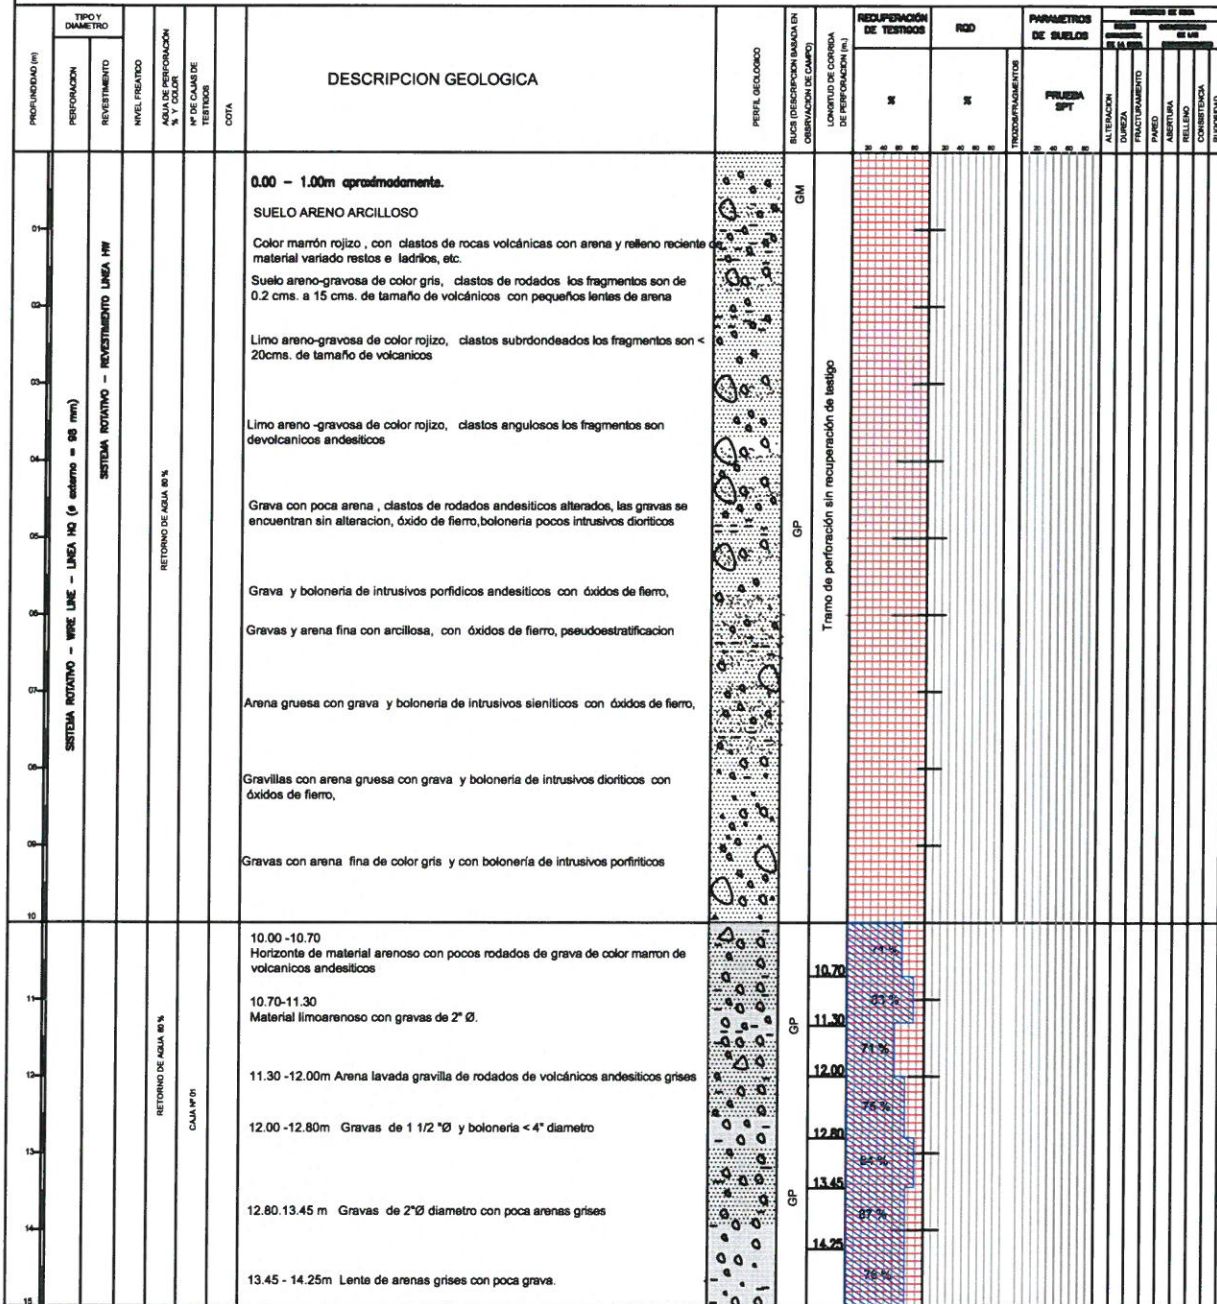 TIPO Y
DIAMETRO
PROFUNDIDAD (m)
PERFORACION
REVESTIMIENTO
NIVEL FREATICO
AGUA DE PERFORACIÓN
% Y COLOR
Nº DE CAJAS DE
TESTIGOS
COTA
DESCRIPCION GEOLOGICA
PERFIL GEOLOGICO
SUCS (DESCRIPCION BASADA EN
OBSRVACION DE CAMPO)
LONGITUD DE CORRIDA
DE PERFORACION (m.)
RECUPERACIÓN
DE TESTIGOS
%
20 40 60 80
RQD
%
20 40 60 80
TROZOS/FRAGMENTOS
PARAMETROS
DE SUELOS
PRUEBA
SPT
20 40 60 80
ALTERACION
DUREZA
FRACTURAMIENTO
PARED
ABERTURA
RELLENO
CONSISTENCIA
RUGOSIDAD
SISTEMA ROTATIVO - WIRE LINE - LINEA HQ (ø externo = 96 mm)
SISTEMA ROTATIVO - REVESTIMIENTO LINEA HW
RETORNO DE AGUA 80 %
0.00 - 1.00m aproximadamente.
GM
SUELO ARENO ARCILLOSO
01
Color marrón rojizo , con clastos de rocas volcánicas con arena y relleno reciente de
material variado restos e ladrilos, etc.
Suelo areno-gravosa de color gris, clastos de rodados los fragmentos son de
0.2 cms. a 15 cms. de tamaño de volcánicos con pequeños lentes de arena
02
Limo areno-gravosa de color rojizo, clastos subrdondeados los fragmentos son <
20cms. de tamaño de volcanicos
03
Tramo de perforación sin recuperación de testigo
Limo areno -gravosa de color rojizo, clastos angulosos los fragmentos son
devolcanicos andesiticos
04
Grava con poca arena , clastos de rodados andesiticos alterados, las gravas se
encuentran sin alteracion, óxido de fierro,boloneria pocos intrusivos dioriticos
GP
05
Grava y boloneria de intrusivos porfidicos andesiticos con óxidos de fierro,
06
Gravas y arena fina con arcillosa, con óxidos de fierro, pseudoestratificacion
07
Arena gruesa con grava y boloneria de intrusivos sieniticos con óxidos de fierro,
08
Gravillas con arena gruesa con grava y boloneria de intrusivos dioriticos con
óxidos de fierro,
09
Gravas con arena fina de color gris y con bolonería de intrusivos porfiriticos
10
10.00 -10.70
Horizonte de material arenoso con pocos rodados de grava de color marron de
volcanicos andesiticos
10.70
11
10.70-11.30
Material limoarenoso con gravas de 2" Ø.
83 %
11.30
GP
RETORNO DE AGUA 80 %
CAJA Nº 01
71 %
12
11.30 -12.00m Arena lavada gravilla de rodados de volcánicos andesiticos grises
12.00
75 %
12.00 -12.80m Gravas de 1 1/2 "Ø y boloneria < 4" diametro
12.80
13
84 %
13.45
GP
12.80.13.45 m Gravas de 2"Ø diametro con poca arenas grises
87 %
14
14.25
13.45 - 14.25m Lente de arenas grises con poca grava.
15